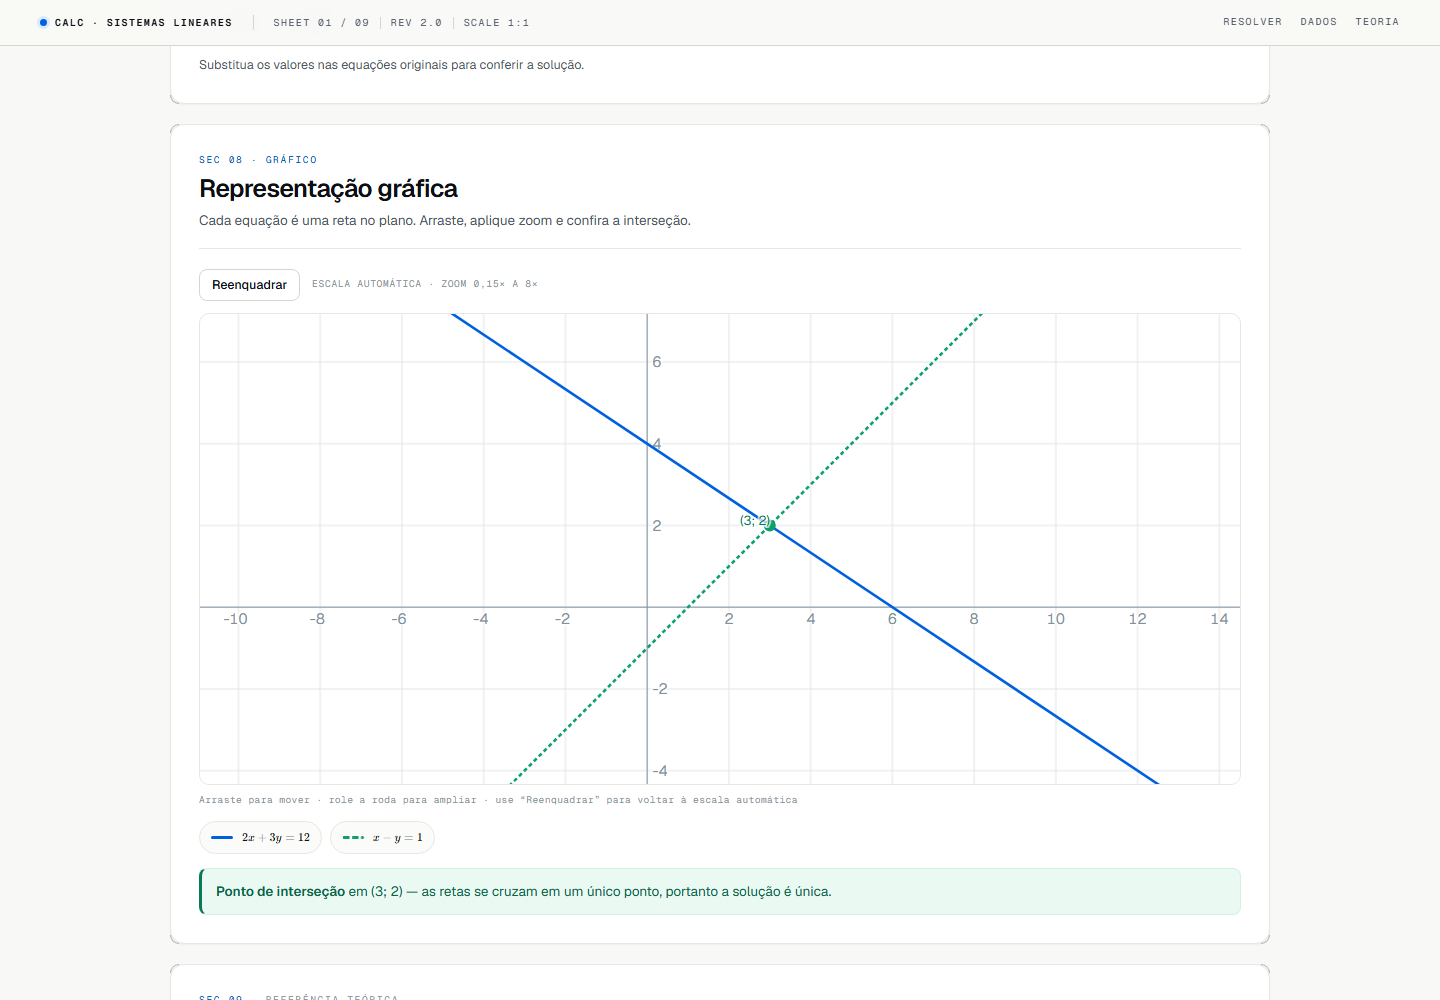 CALC · SISTEMAS LINEARES
SHEET 01 / 09
REV 2.0
SCALE 1:1
RESOLVER
DADOS
TEORIA
Substitua os valores nas equações originais para conferir a solução.
SEC 08 · GRÁFICO
Representação gráfica
Cada equação é uma reta no plano. Arraste, aplique zoom e confira a interseção.
Reenquadrar
ESCALA AUTOMÁTICA · ZOOM 0,15× A 8×
6
4
2
(3; 2)
-10 -8 -6 -4 -2 2 4 6 8 10 12 14
-2
-4
Arraste para mover · role a roda para ampliar · use “Reenquadrar” para voltar à escala automática
2x + 3y = 12
x − y = 1
Ponto de interseção em (3; 2) — as retas se cruzam em um único ponto, portanto a solução é única.
SEC 09 · REFERÊNCIA TEÓRICA